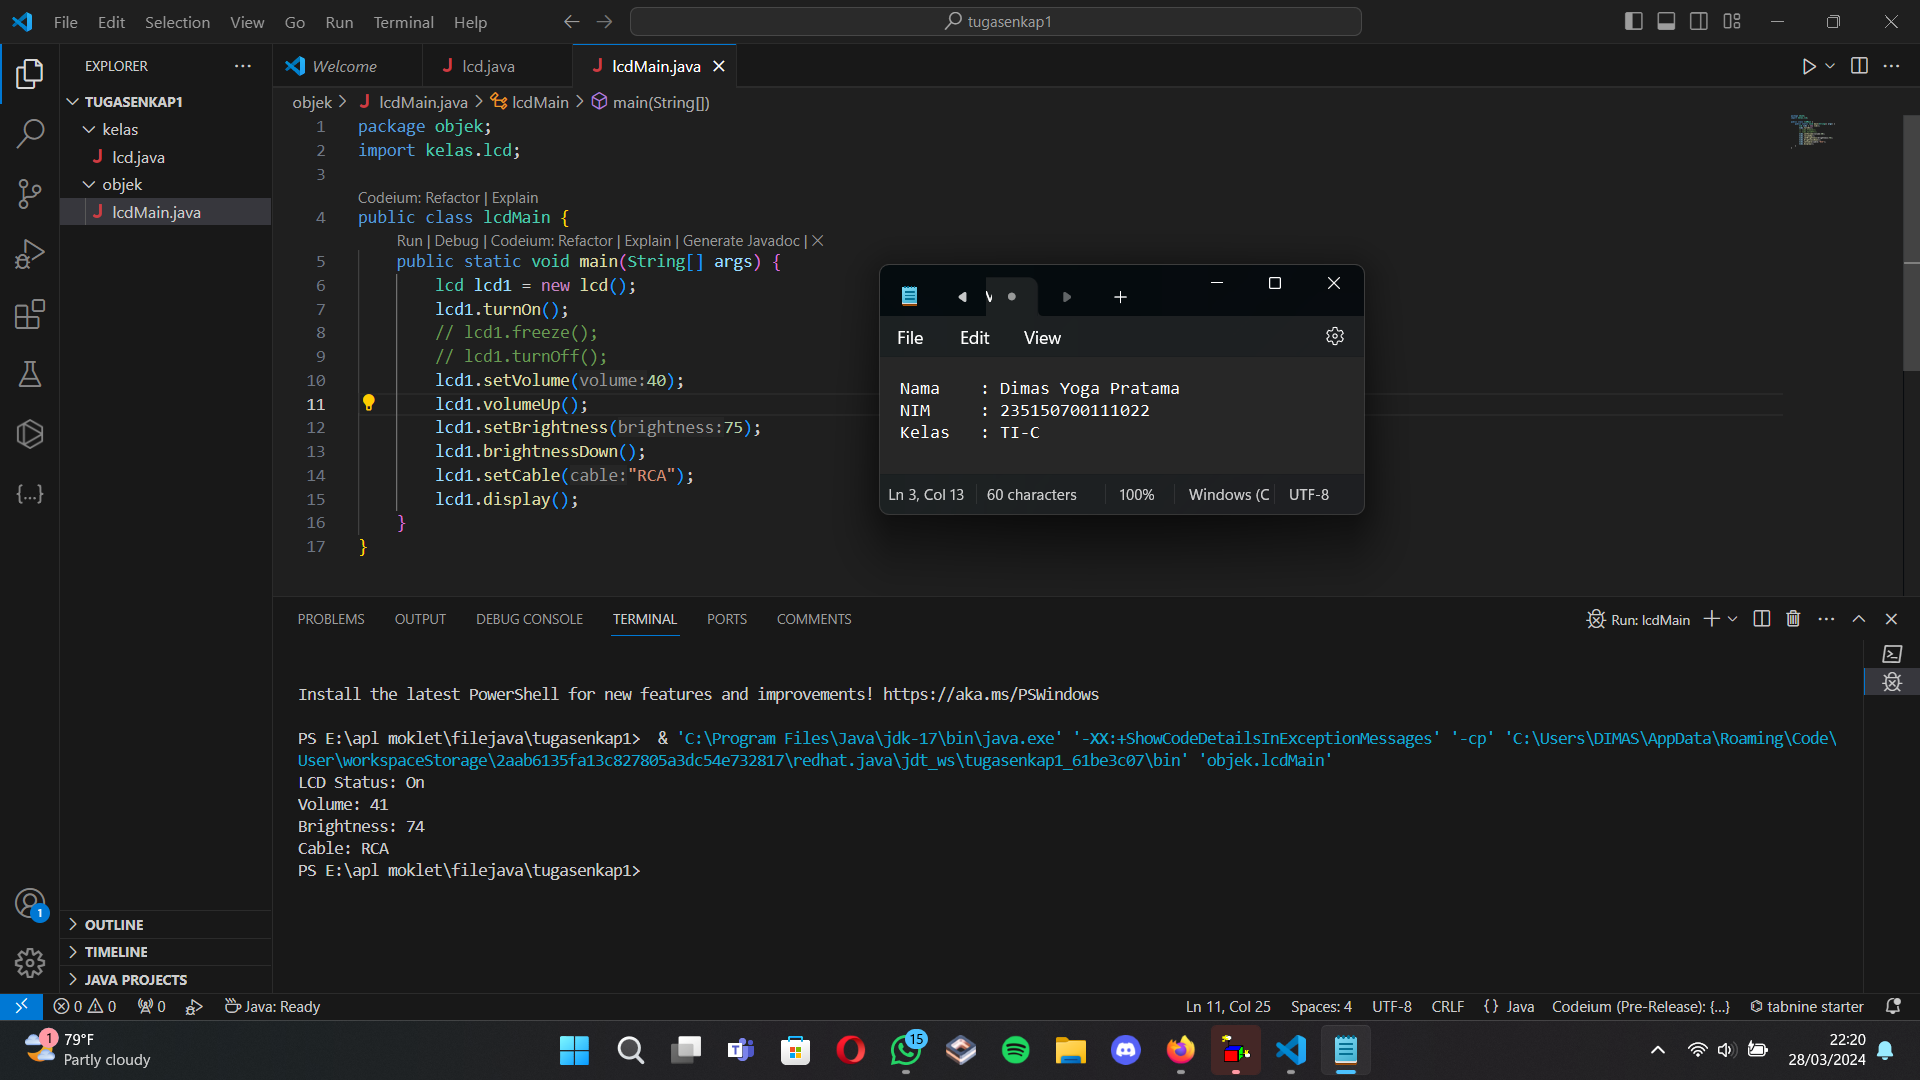 File Edit Selection View Go Run Terminal Help
tugasenkap1
EXPLORER
TUGASENKAP1
kelas
lcd.java
objek
lcdMain.java
OUTLINE
TIMELINE
JAVA PROJECTS
Welcome lcd.java lcdMain.java
objek > lcdMain.java > lcdMain > main(String[])
1 package objek;
2 import kelas.lcd;
3
Codeium: Refactor | Explain
4 public class lcdMain {
Run | Debug | Codeium: Refactor | Explain | Generate Javadoc | X
5 public static void main(String[] args) {
6 lcd lcd1 = new lcd();
7 lcd1.turnOn();
8 // lcd1.freeze();
9 // lcd1.turnOff();
10 lcd1.setVolume(volume:40);
11 lcd1.volumeUp();
12 lcd1.setBrightness(brightness:75);
13 lcd1.brightnessDown();
14 lcd1.setCable(cable:"RCA");
15 lcd1.display();
16 }
17 }
File Edit View
Nama : Dimas Yoga Pratama
NIM : 235150700111022
Kelas : TI-C
Ln 3, Col 13 60 characters 100% Windows (C UTF-8
PROBLEMS OUTPUT DEBUG CONSOLE TERMINAL PORTS COMMENTS
Run: lcdMain
Install the latest PowerShell for new features and improvements! https://aka.ms/PSWindows
PS E:\apl moklet\filejava\tugasenkap1> & 'C:\Program Files\Java\jdk-17\bin\java.exe' '-XX:+ShowCodeDetailsInExceptionMessages' '-cp' 'C:\Users\DIMAS\AppData\Roaming\Code\
User\workspaceStorage\2aab6135fa13c827805a3dc54e732817\redhat.java\jdt_ws\tugasenkap1_61be3c07\bin' 'objek.lcdMain'
LCD Status: On
Volume: 41
Brightness: 74
Cable: RCA
PS E:\apl moklet\filejava\tugasenkap1>
1
0 0 0 Java: Ready
Ln 11, Col 25 Spaces: 4 UTF-8 CRLF {} Java Codeium (Pre-Release): {...} tabnine starter
1
79°F
Partly cloudy
15
22:20
28/03/2024